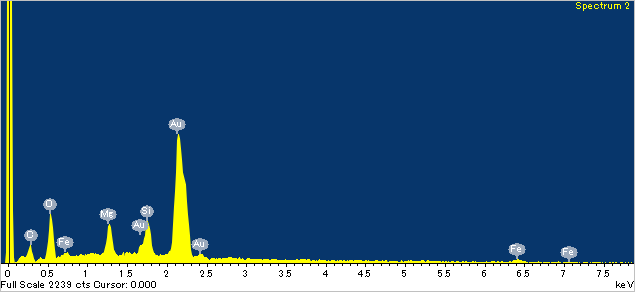 Spectrum 2
Au
O
Mg
Si
Au
C
Fe
Au
Fe
Fe
0 0.5 1 1.5 2 2.5 3 3.5 4 4.5 5 5.5 6 6.5 7 7.5
Full Scale 2239 cts Cursor: 0.000 keV